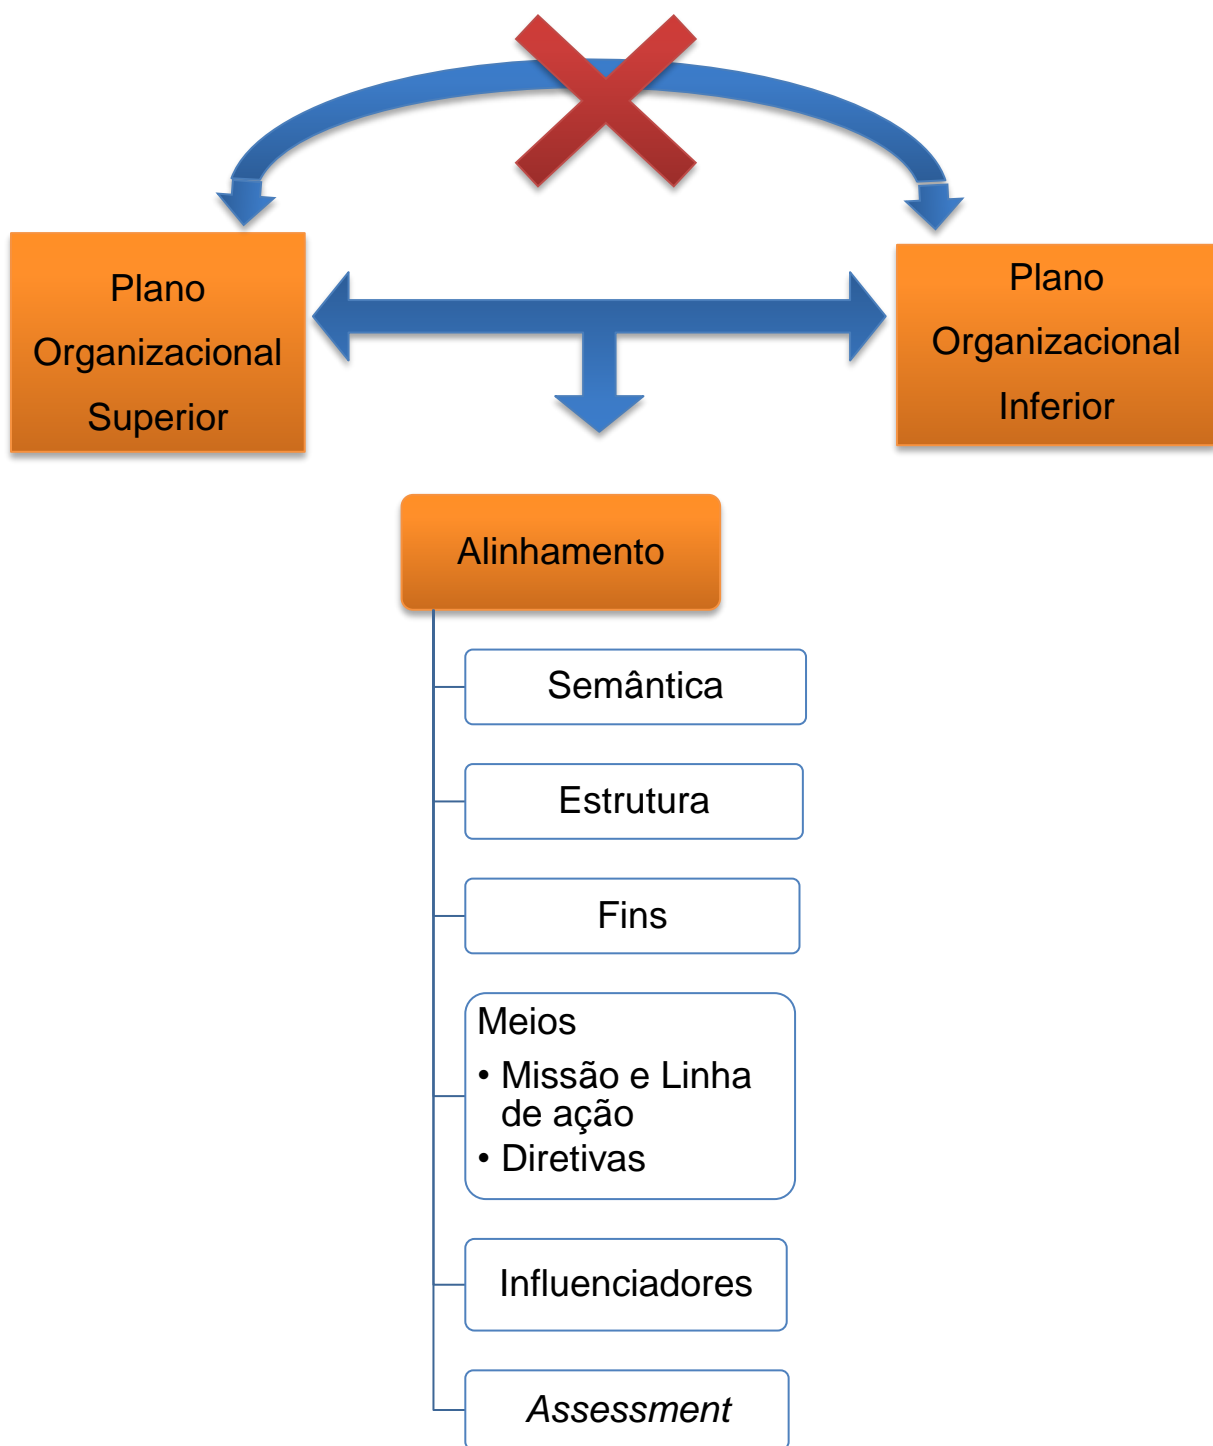 Plano
Organizacional
Superior
Plano
Organizacional
Inferior
Alinhamento
Semântica
Estrutura
Fins
Meios
• Missão e Linha
de ação
• Diretivas
Influenciadores
Assessment